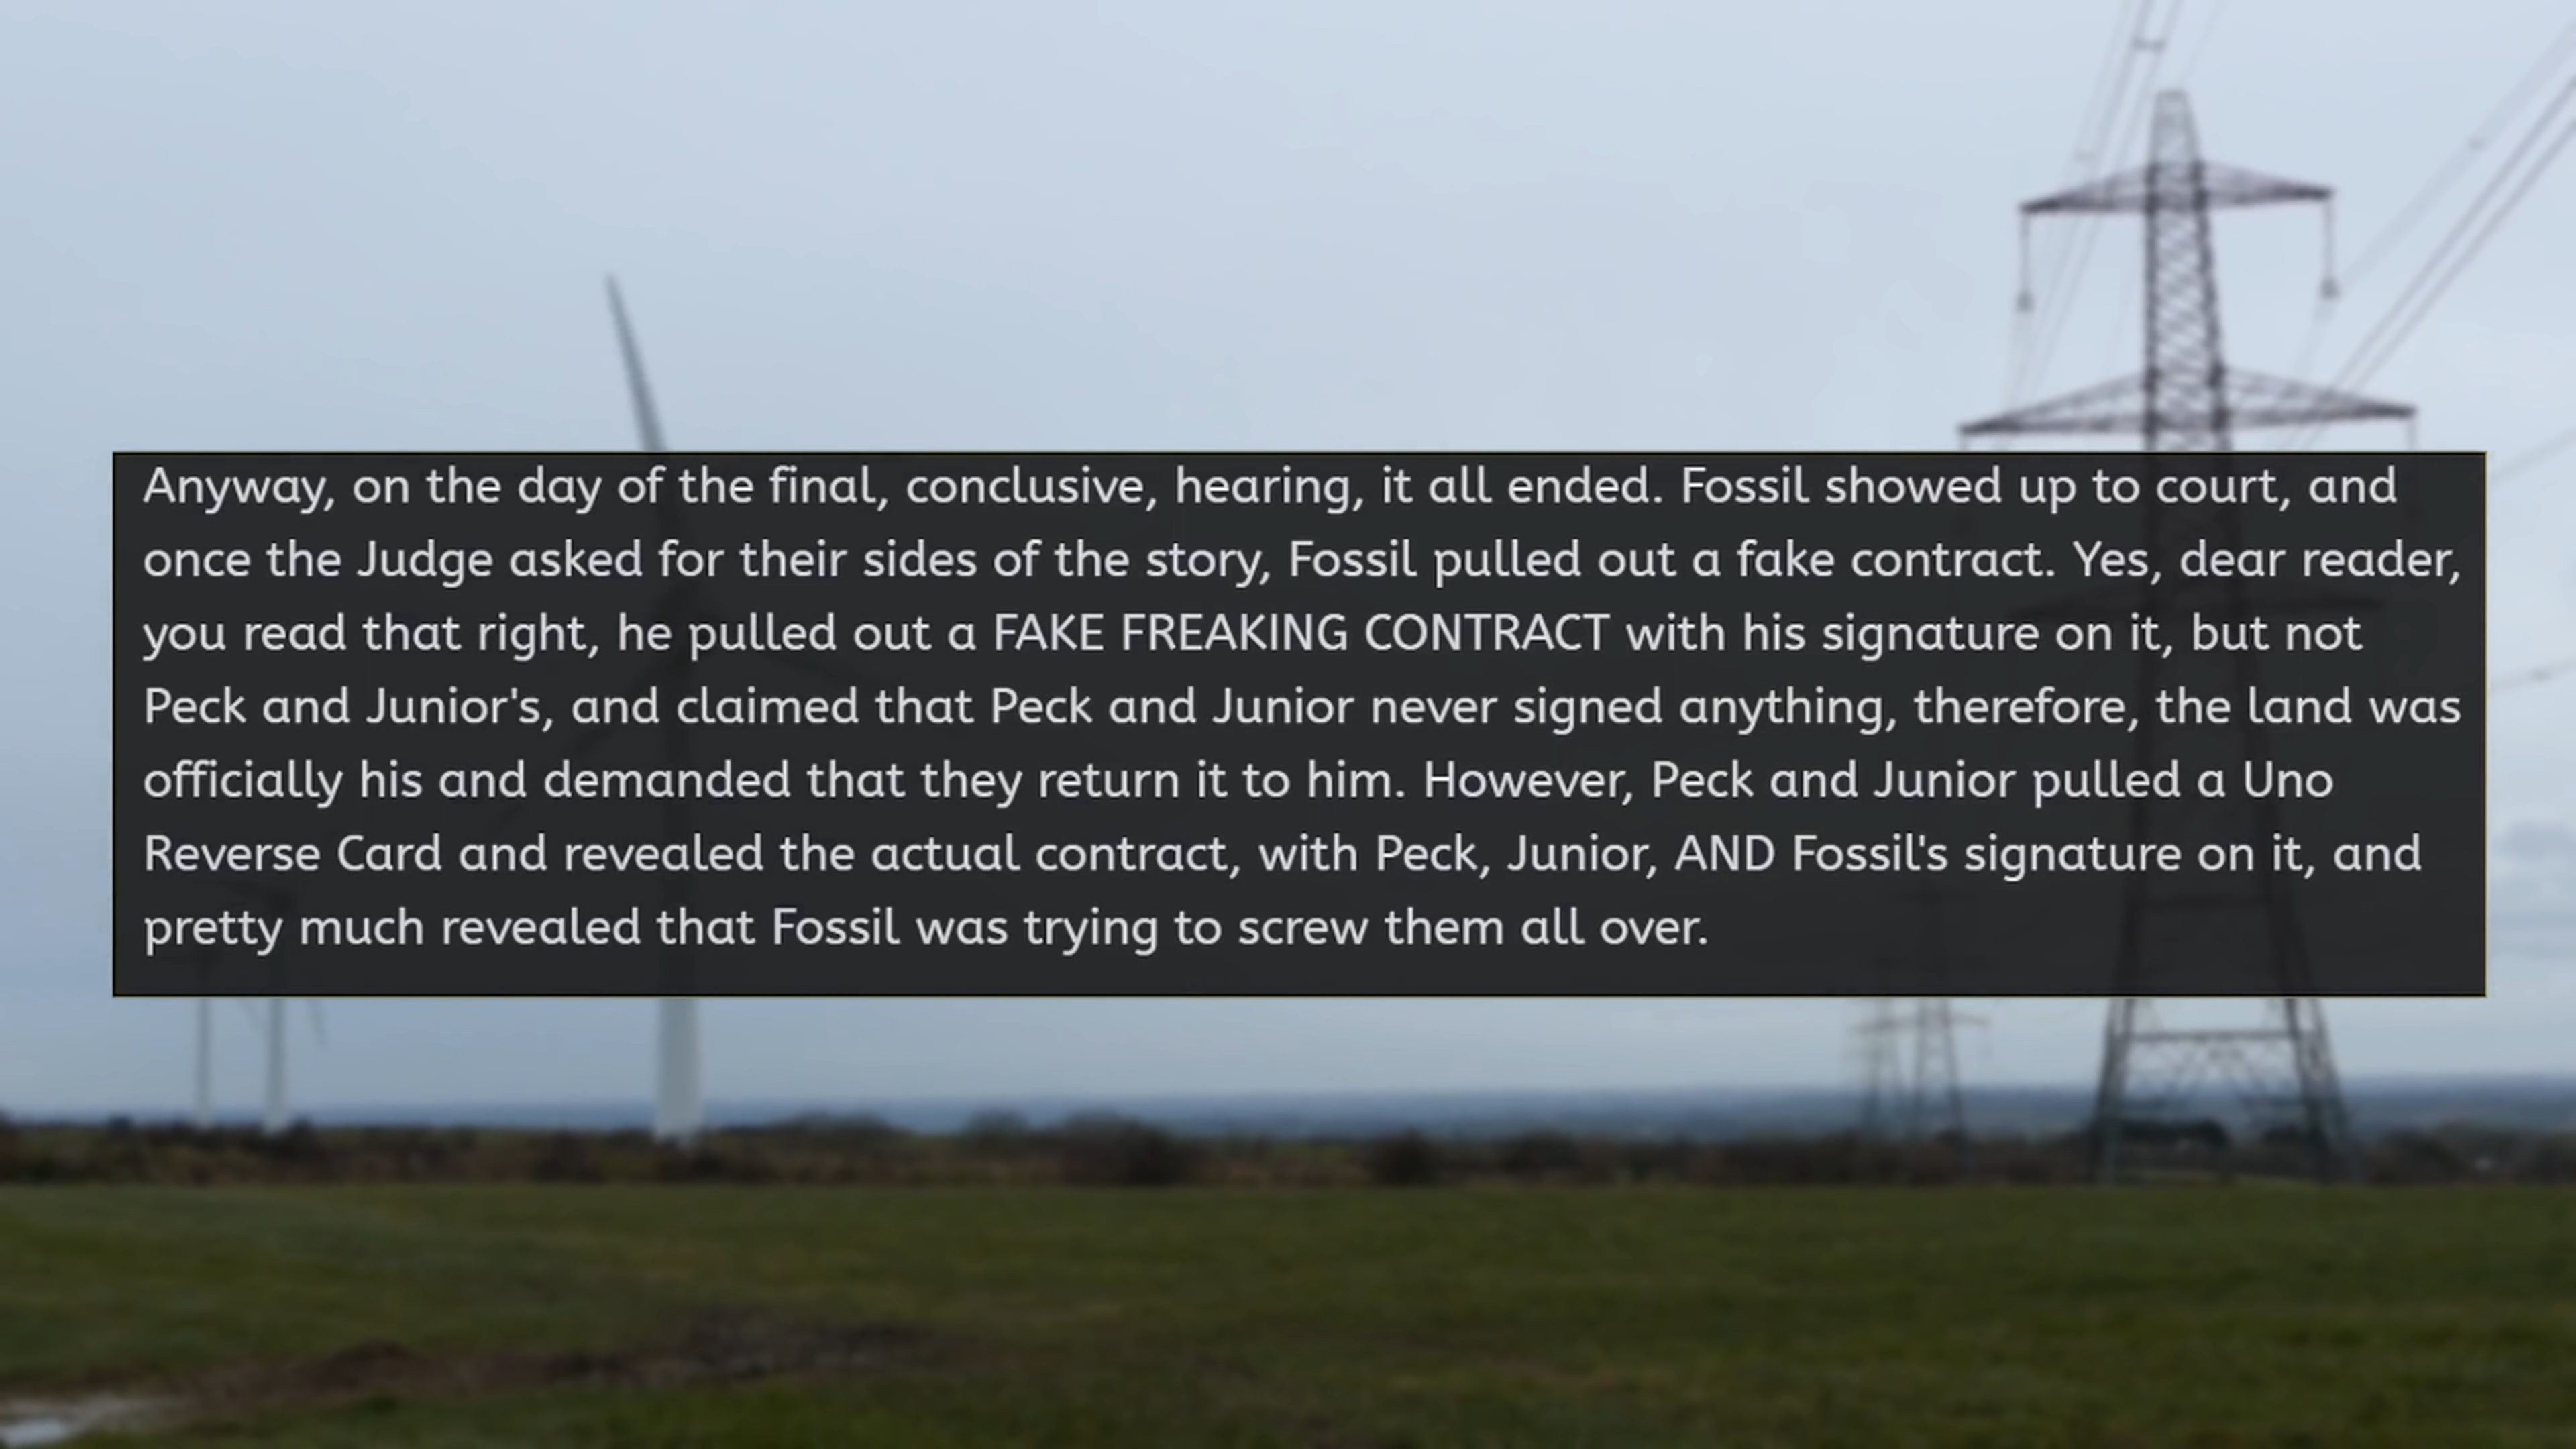 Anyway, on the day of the final, conclusive, hearing, it all ended. Fossil showed up to court, and
once the Judge asked for their sides of the story, Fossil pulled out a fake contract. Yes, dear reader,
you read that right, he pulled out a FAKE FREAKING CONTRACT with his signature on it, but not
Peck and Junior's, and claimed that Peck and Junior never signed anything, therefore, the land was
officially his and demanded that they return it to him. However, Peck and Junior pulled a Uno
Reverse Card and revealed the actual contract, with Peck, Junior, AND Fossil's signature on it, and
pretty much revealed that Fossil was trying to screw them all over.